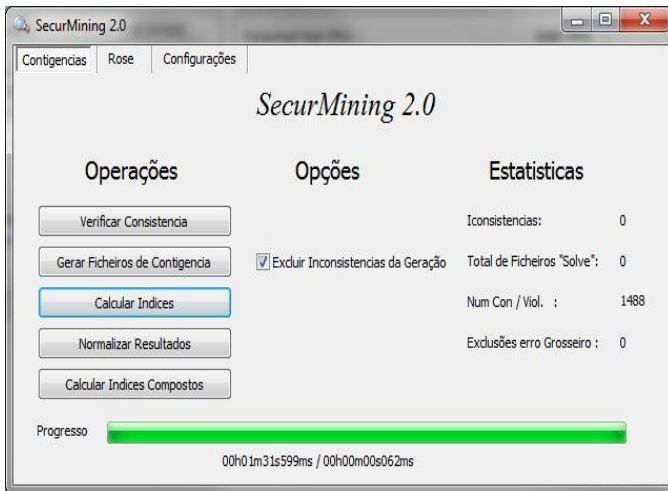 SecurMining 2.0
Contigencias Rose Configurações
SecurMining 2.0
Operações
Verificar Consistencia
Gerar Ficheiros de Contigencia
Calcular Indices
Normalizar Resultados
Calcular Indices Compostos
Opções
Excluir Inconsistencias da Geração
Estatisticas
Iconsistencias: 0
Total de Ficheiros "Solve": 0
Num Con / Viol. : 1488
Exclusões erro Grosseiro : 0
Progresso
00h01m31s599ms / 00h00m00s062ms